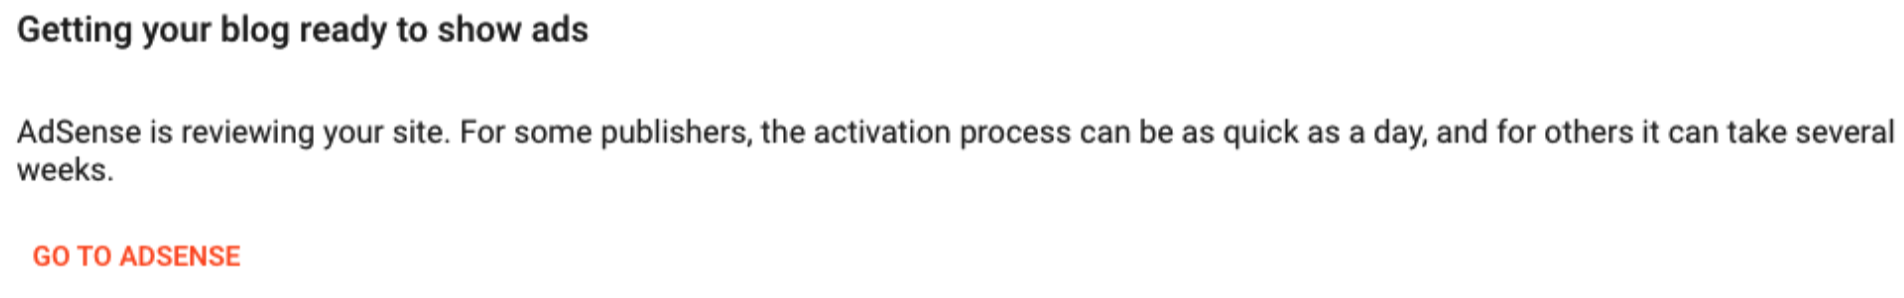 Getting your blog ready to show ads
AdSense is reviewing your site. For some publishers, the activation process can be as quick as a day, and for others it can take several
weeks.
GO TO ADSENSE